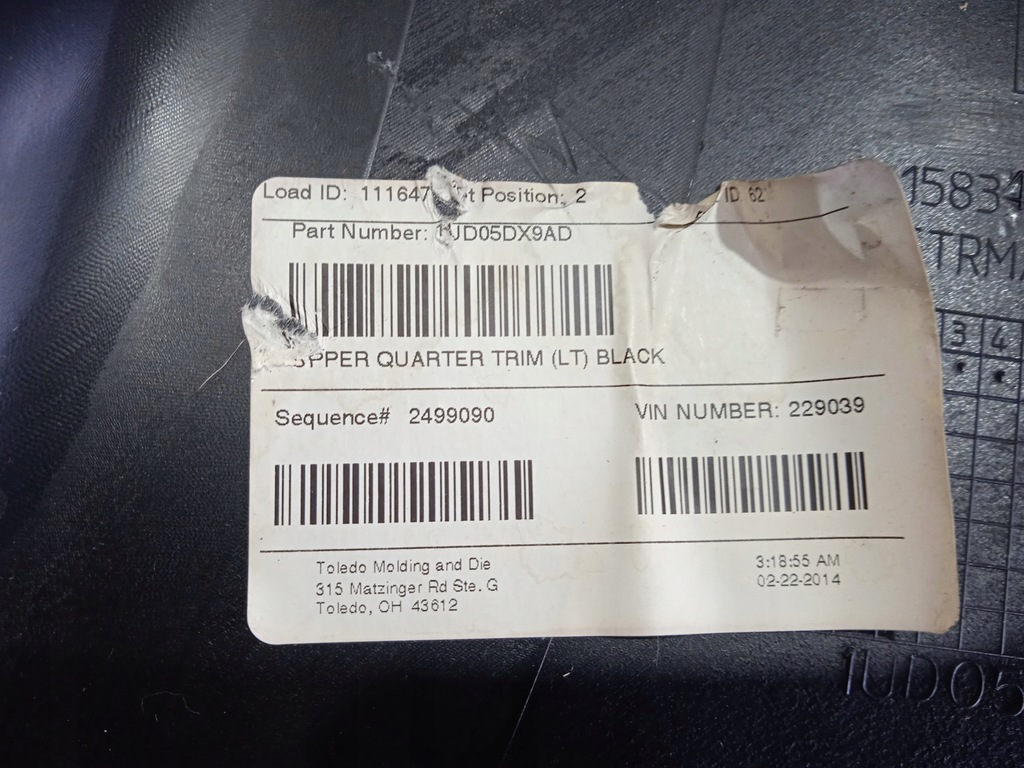 Load ID: 111647 Position: 2 ID 62
Part Number: 1UD05DX9AD
UPPER QUARTER TRIM (LT) BLACK
Sequence# 2499090
VIN NUMBER: 229039
Toledo Molding and Die
315 Matzinger Rd Ste. G
Toledo, OH 43612
3:18:55 AM
02-22-2014
15834
TRM
3 4
1UD05